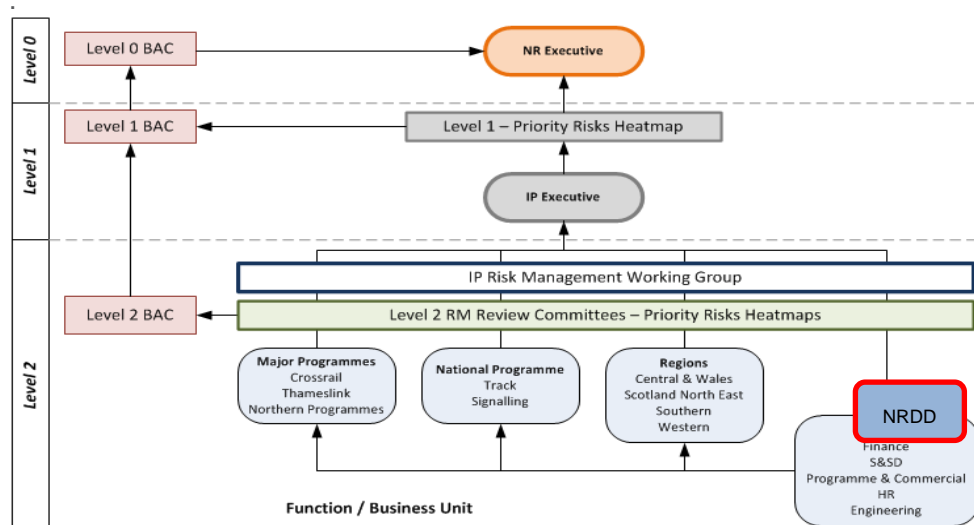 Level 0
Level 0 BAC
NR Executive
Level 1
Level 1 BAC
Level 1 – Priority Risks Heatmap
IP Executive
Level 2
IP Risk Management Working Group
Level 2 BAC
Level 2 RM Review Committees – Priority Risks Heatmaps
Major Programmes
Crossrail
Thameslink
Northern Programmes
National Programme
Track
Signalling
Regions
Central & Wales
Scotland North East
Southern
Western
NRDD
Finance
S&SD
Programme & Commercial
HR
Engineering
Function / Business Unit